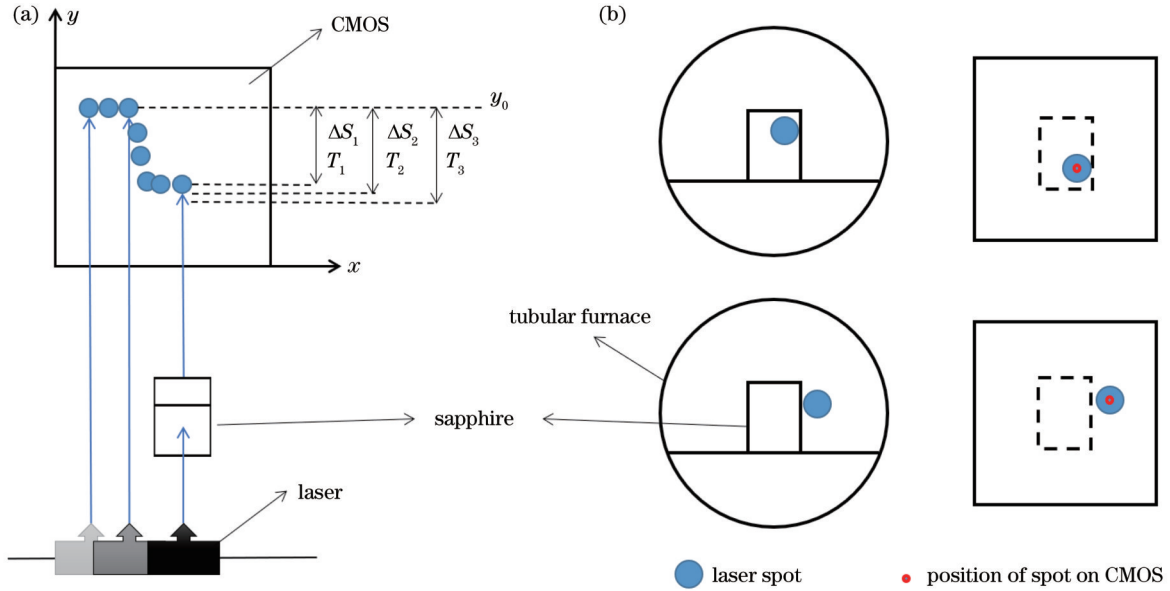 (a)
y
CMOS
y₀
ΔS₁ ΔS₂ ΔS₃
T₁ T₂ T₃
x
sapphire
laser
(b)
tubular furnace
laser spot
position of spot on CMOS